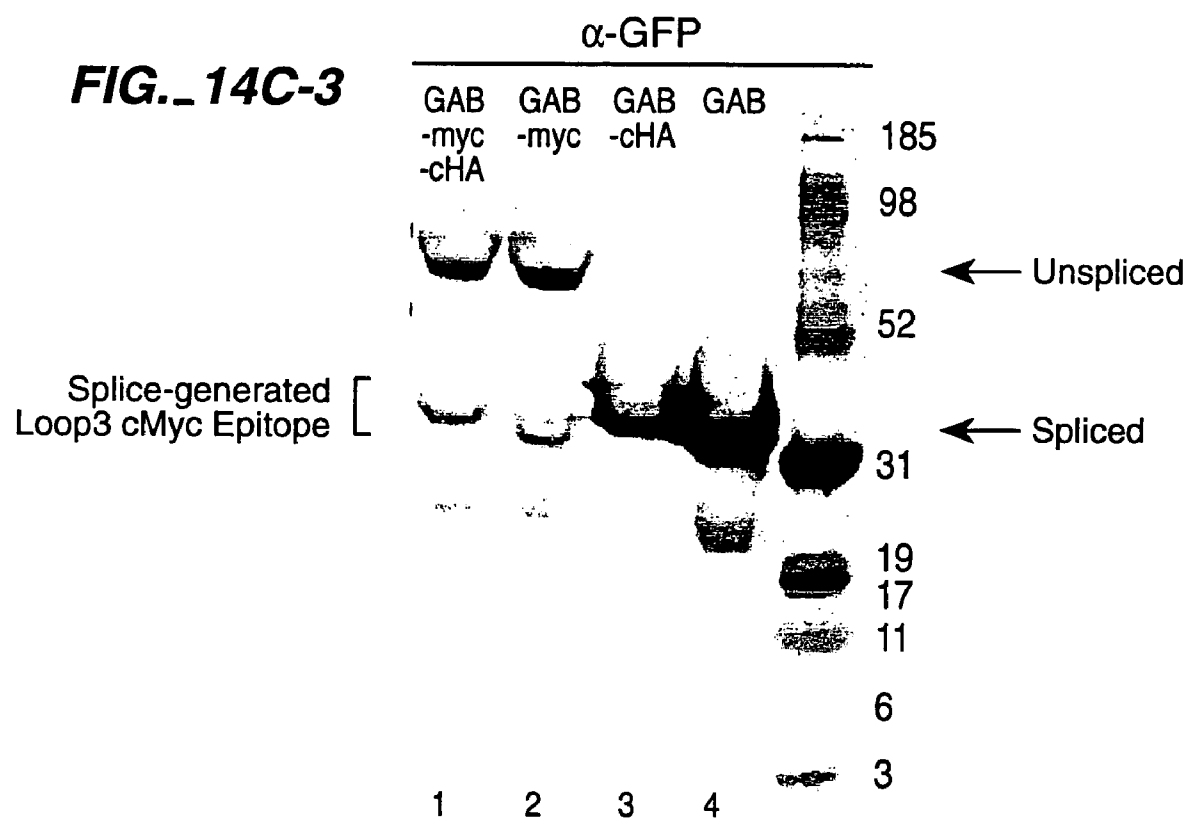 α-GFP
FIG._14C-3
GAB GAB GAB GAB
-myc -myc -cHA
-cHA
185
98
Unspliced
52
Splice-generated
Loop3 cMyc Epitope
Spliced
31
19
17
11
6
3
1 2 3 4